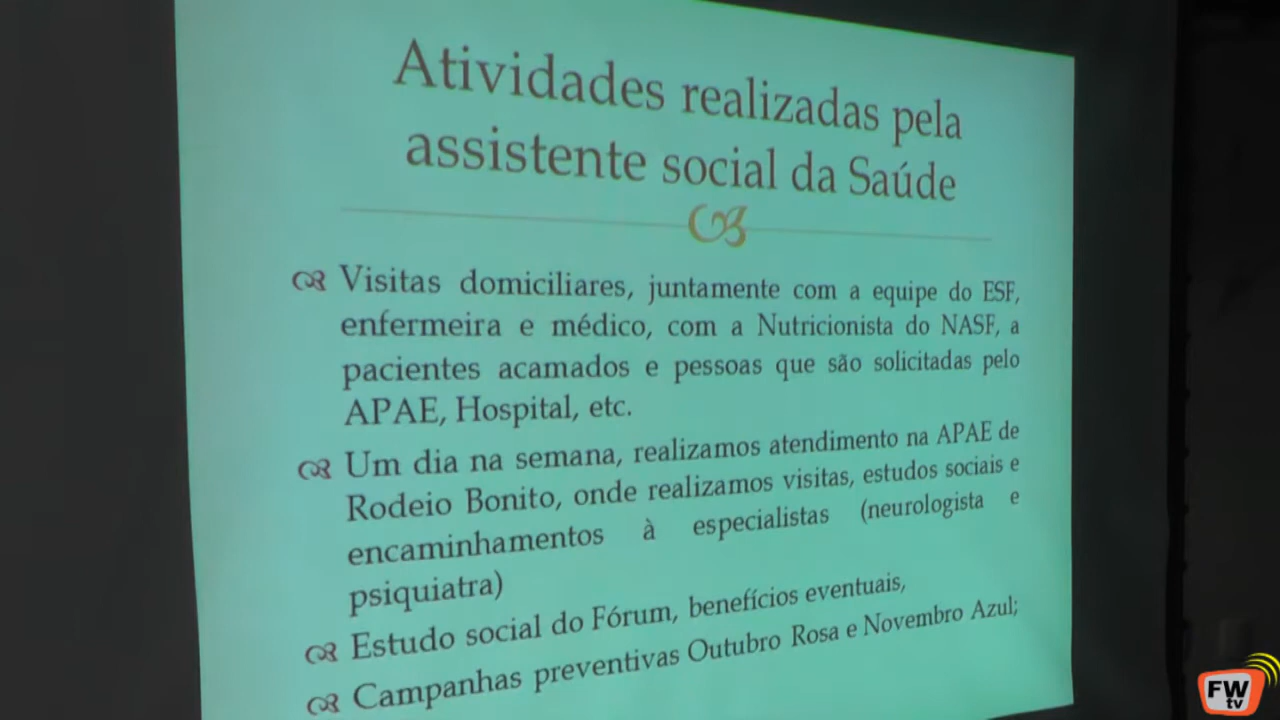 Atividades realizadas pela
assistente social da Saúde
Visitas domiciliares, juntamente com a equipe do ESF,
enfermeira e médico, com a Nutricionista do NASF, a
pacientes acamados e pessoas que são solicitadas pelo
APAE, Hospital, etc.
Um dia na semana, realizamos atendimento na APAE de
Rodeio Bonito, onde realizamos visitas, estudos sociais e
encaminhamentos à especialistas (neurologista e
psiquiatra)
Estudo social do Fórum, benefícios eventuais,
Campanhas preventivas Outubro Rosa e Novembro Azul;
FW
tv